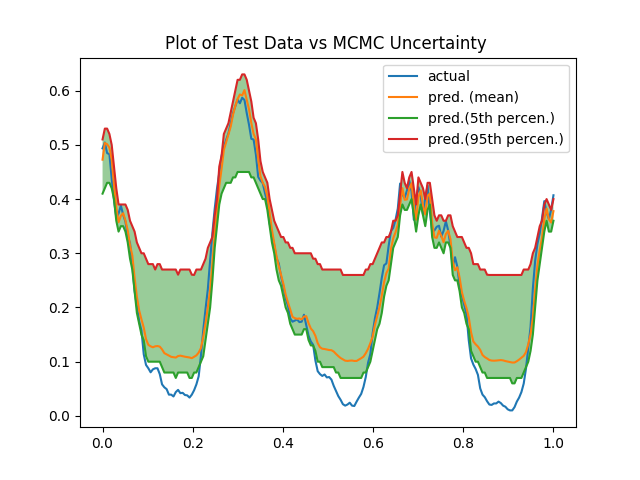 Plot of Test Data vs MCMC Uncertainty
actual
pred. (mean)
pred.(5th percen.)
pred.(95th percen.)
0.6
0.5
0.4
0.3
0.2
0.1
0.0
0.0 0.2 0.4 0.6 0.8 1.0